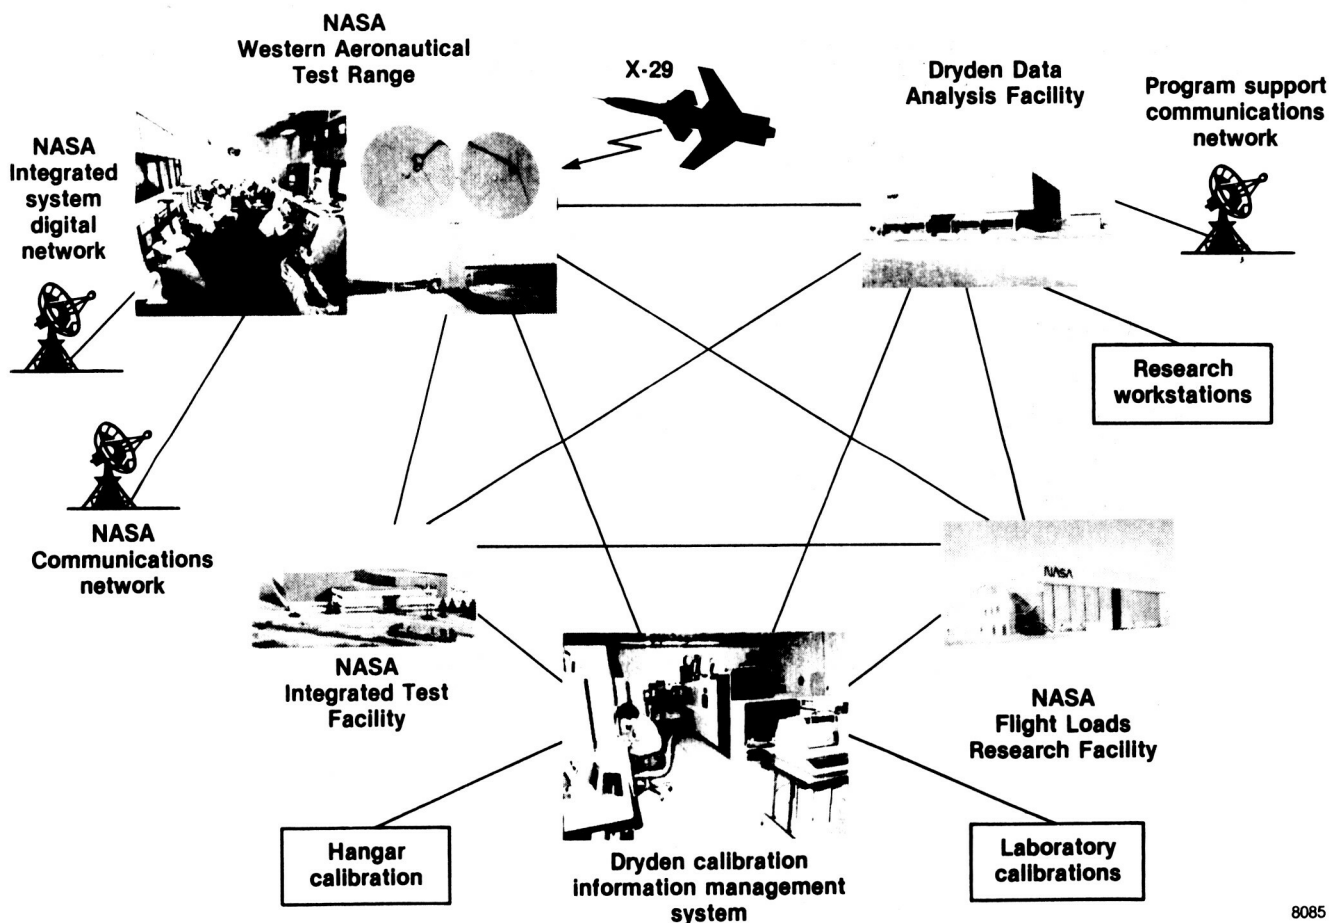 NASA
Western Aeronautical
Test Range
X-29
Dryden Data
Analysis Facility
Program support
communications
network
NASA
Integrated
system
digital
network
Research
workstations
NASA
Communications
network
NASA
NASA
Integrated Test
Facility
NASA
Flight Loads
Research Facility
Hangar
calibration
Dryden calibration
information management
system
Laboratory
calibrations
8085